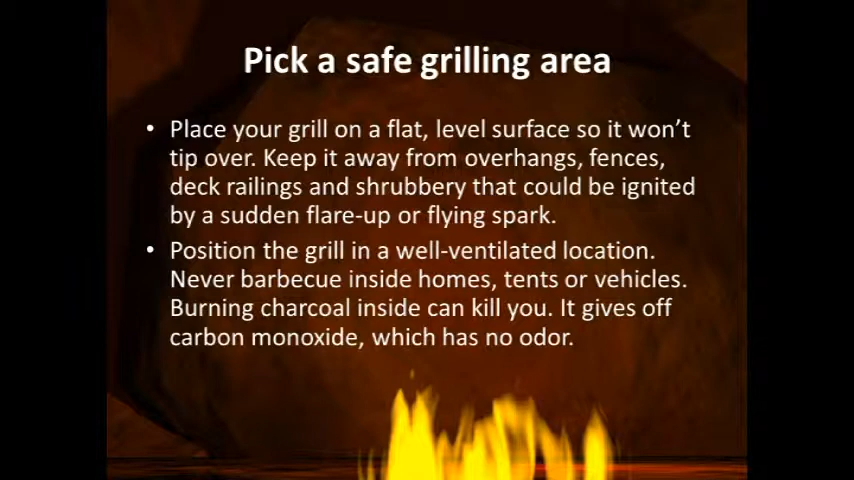 Pick a safe grilling area
• Place your grill on a flat, level surface so it won't
tip over. Keep it away from overhangs, fences,
deck railings and shrubbery that could be ignited
by a sudden flare-up or flying spark.
• Position the grill in a well-ventilated location.
Never barbecue inside homes, tents or vehicles.
Burning charcoal inside can kill you. It gives off
carbon monoxide, which has no odor.